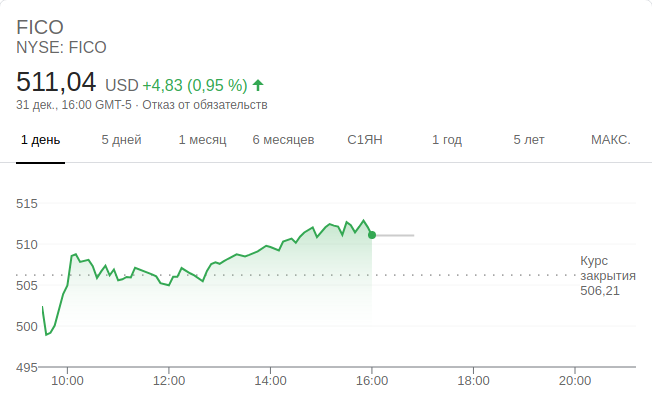 FICO
NYSE: FICO
511,04 USD +4,83 (0,95 %)
31 дек., 16:00 GMT-5 · Отказ от обязательств
1 день 5 дней 1 месяц 6 месяцев С1ЯН 1 год 5 лет МАКС.
515
510
505
500
495
Курс
закрытия
506,21
10:00 12:00 14:00 16:00 18:00 20:00